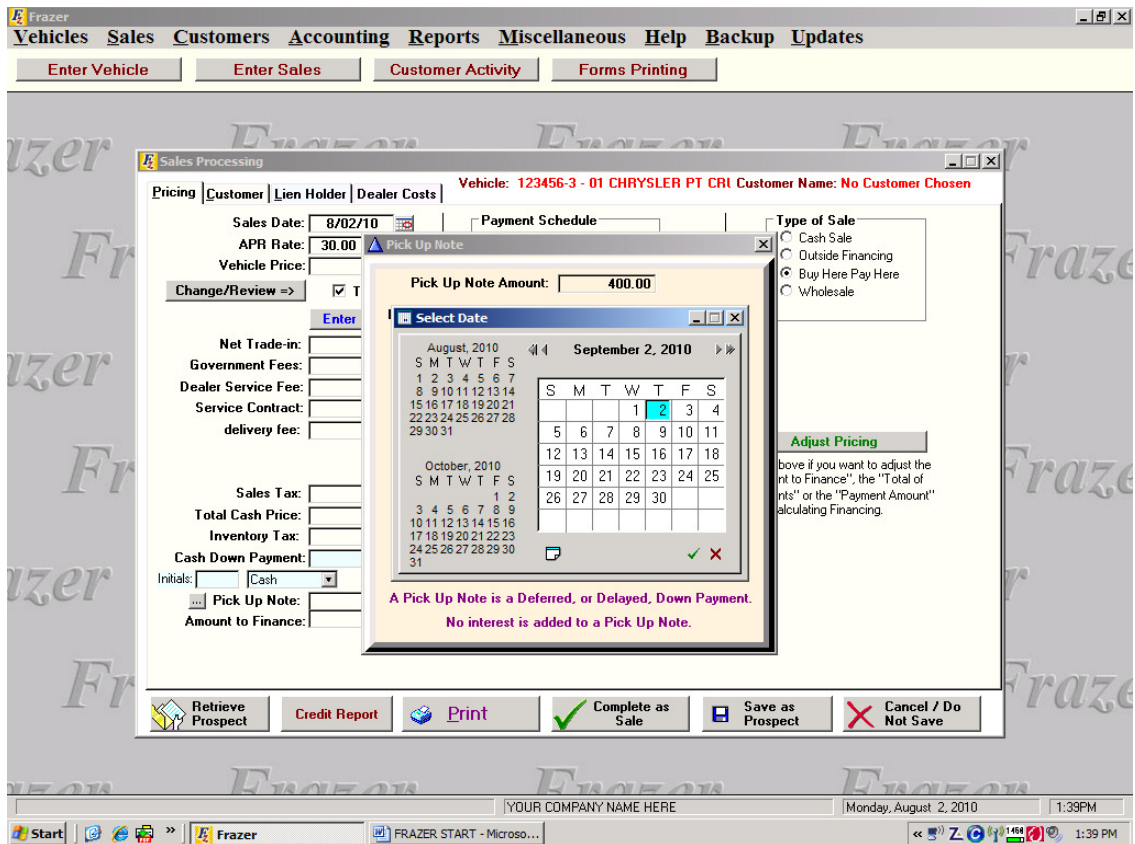 Frazer
Vehicles Sales Customers Accounting Reports Miscellaneous Help Backup Updates
Enter Vehicle Enter Sales Customer Activity Forms Printing
Sales Processing
Pricing Customer Lien Holder Dealer Costs
Vehicle: 123456-3 - 01 CHRYSLER PT CRU Customer Name: No Customer Chosen
Sales Date: 8/02/10
APR Rate: 30.00
Vehicle Price:
Change/Review =>
Enter
Net Trade-in:
Government Fees:
Dealer Service Fee:
Service Contract:
delivery fee:
Sales Tax:
Total Cash Price:
Inventory Tax:
Cash Down Payment:
Initials: Cash
... Pick Up Note:
Amount to Finance:
Payment Schedule
Type of Sale
Cash Sale
Outside Financing
Buy Here Pay Here
Wholesale
Adjust Pricing
bove if you want to adjust the
nt to Finance", the "Total of
nts" or the "Payment Amount"
alculating Financing.
Pick Up Note
Pick Up Note Amount: 400.00
Select Date
August, 2010
S M T W T F S
1 2 3 4 5 6 7
8 9 10 11 12 13 14
15 16 17 18 19 20 21
22 23 24 25 26 27 28
29 30 31
October, 2010
S M T W T F S
1 2
3 4 5 6 7 8 9
10 11 12 13 14 15 16
17 18 19 20 21 22 23
24 25 26 27 28 29 30
31
September 2, 2010
S M T W T F S
1 2 3 4
5 6 7 8 9 10 11
12 13 14 15 16 17 18
19 20 21 22 23 24 25
26 27 28 29 30
A Pick Up Note is a Deferred, or Delayed, Down Payment.
No interest is added to a Pick Up Note.
Retrieve
Prospect
Credit Report
Print
Complete as
Sale
Save as
Prospect
Cancel / Do
Not Save
YOUR COMPANY NAME HERE
Monday, August 2, 2010
1:39PM
Start
Frazer
FRAZER START - Microso...
1:39 PM